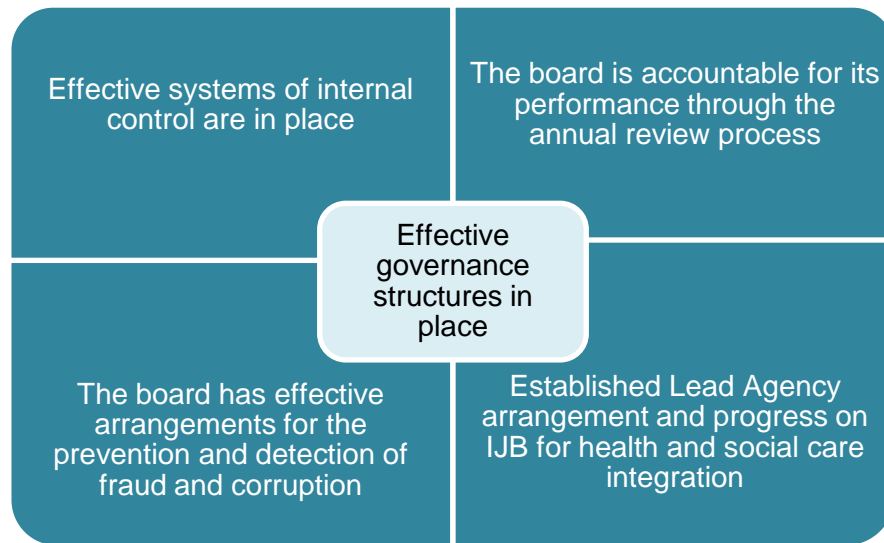 Effective systems of internal
control are in place
The board is accountable for its
performance through the
annual review process
Effective
governance
structures in
place
The board has effective
arrangements for the
prevention and detection of
fraud and corruption
Established Lead Agency
arrangement and progress on
IJB for health and social care
integration